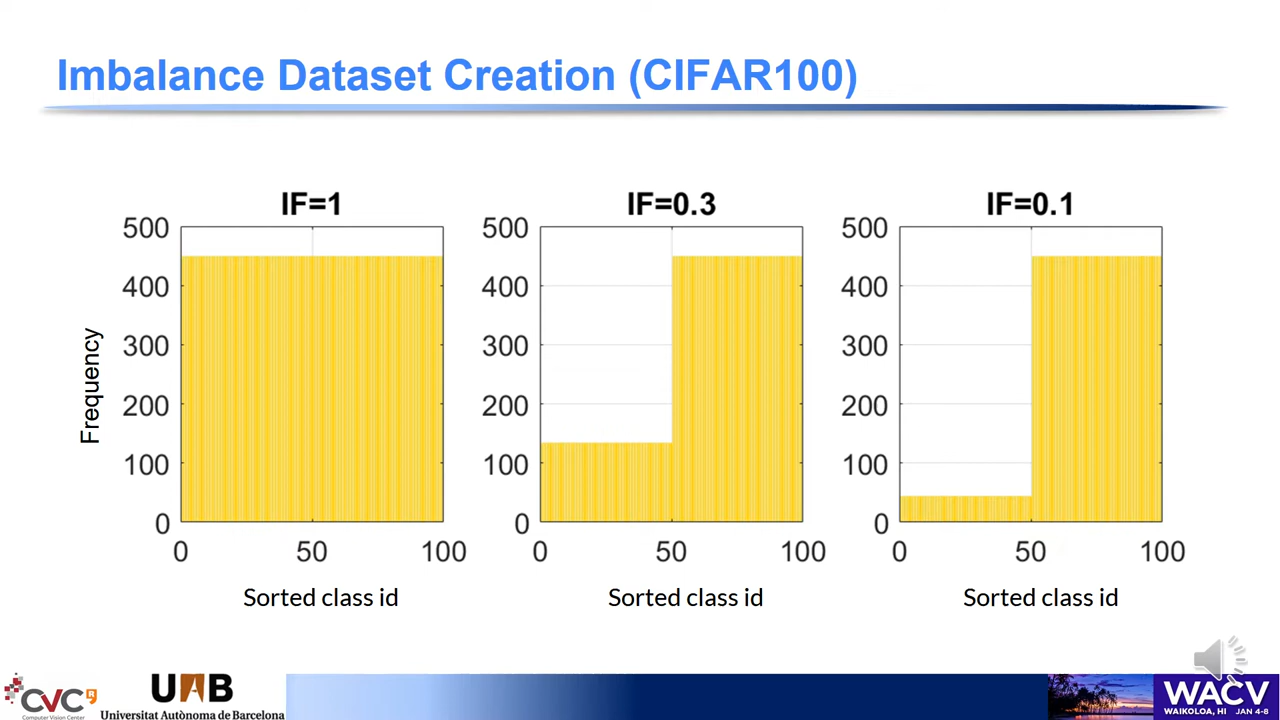 Imbalance Dataset Creation (CIFAR100)
IF=1
500
400
300
200
100
0
Frequency
0 50 100
Sorted class id
IF=0.3
500
400
300
200
100
0
0 50 100
Sorted class id
IF=0.1
500
400
300
200
100
0
0 50 100
Sorted class id
CVC R
Computer Vision Center
UAB
Universitat Autònoma de Barcelona
WACV
WAIKOLOA, HI JAN 4-8